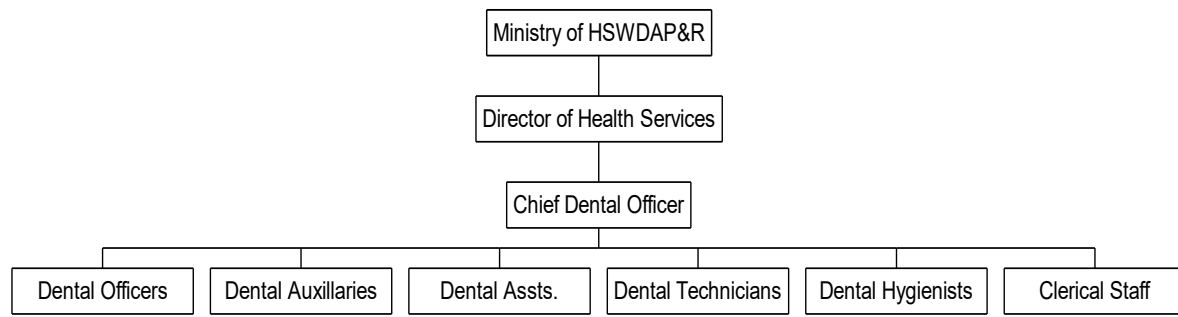 Ministry of HSWDAP&R
Director of Health Services
Chief Dental Officer
Dental Officers
Dental Auxillaries
Dental Assts.
Dental Technicians
Dental Hygienists
Clerical Staff